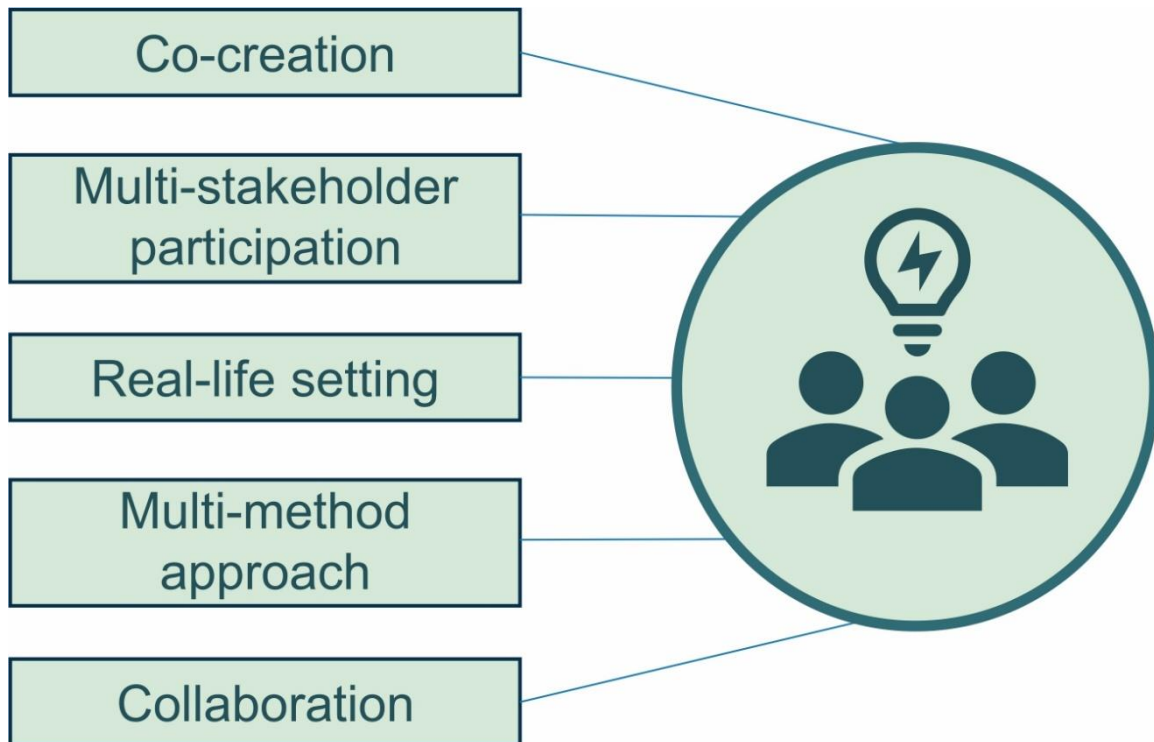 Co-creation
Multi-stakeholder
participation
Real-life setting
Multi-method
approach
Collaboration